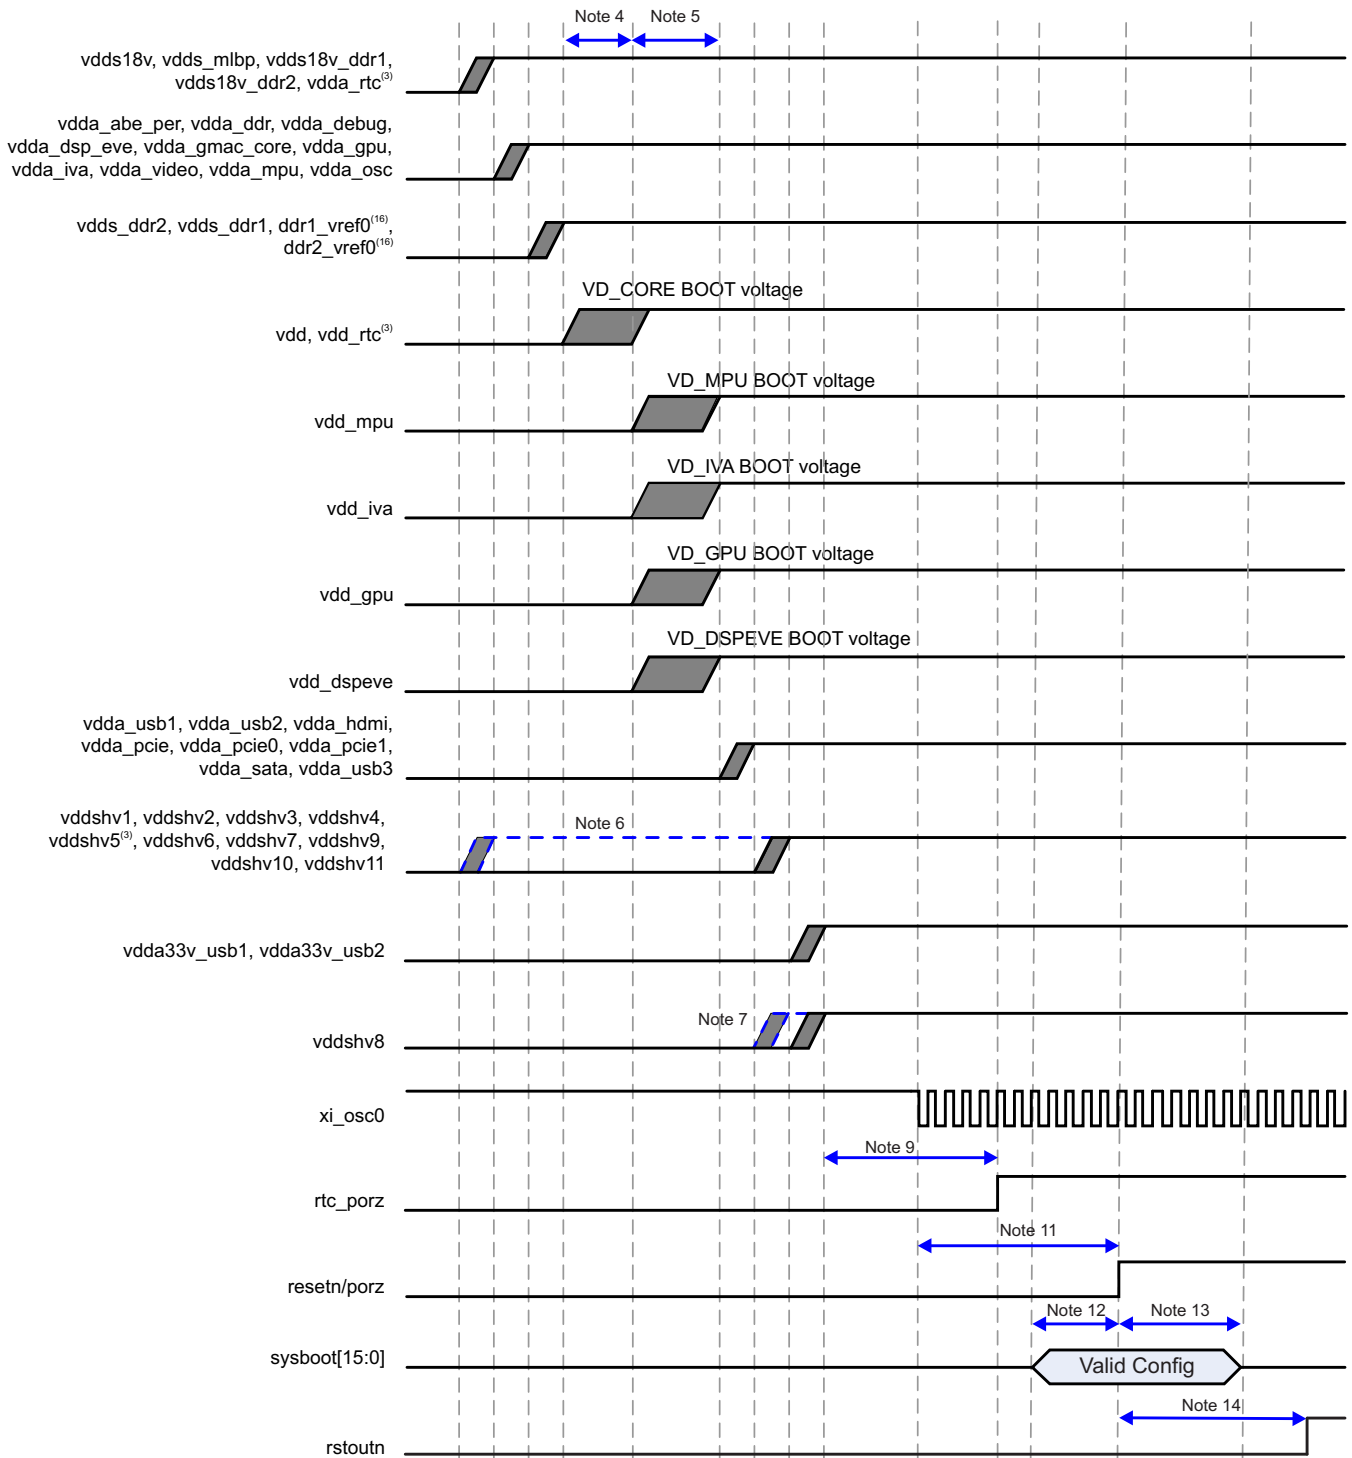 Note 4
Note 5
vdds18v, vdds_mlbp, vdds18v_ddr1,
vdds18v_ddr2, vdda_rtc(3)
vdda_abe_per, vdda_ddr, vdda_debug,
vdda_dsp_eve, vdda_gmac_core, vdda_gpu,
vdda_iva, vdda_video, vdda_mpu, vdda_osc
vdds_ddr2, vdds_ddr1, ddr1_vref0(16),
ddr2_vref0(16)
VD_CORE BOOT voltage
vdd, vdd_rtc(3)
VD_MPU BOOT voltage
vdd_mpu
VD_IVA BOOT voltage
vdd_iva
VD_GPU BOOT voltage
vdd_gpu
VD_DSPEVE BOOT voltage
vdd_dspeve
vdda_usb1, vdda_usb2, vdda_hdmi,
vdda_pcie, vdda_pcie0, vdda_pcie1,
vdda_sata, vdda_usb3
vddshv1, vddshv2, vddshv3, vddshv4,
vddshv5(3), vddshv6, vddshv7, vddshv9,
vddshv10, vddshv11
Note 6
vdda33v_usb1, vdda33v_usb2
Note 7
vddshv8
xi_osc0
Note 9
rtc_porz
Note 11
resetn/porz
Note 12
Note 13
sysboot[15:0]
Valid Config
Note 14
rstoutn